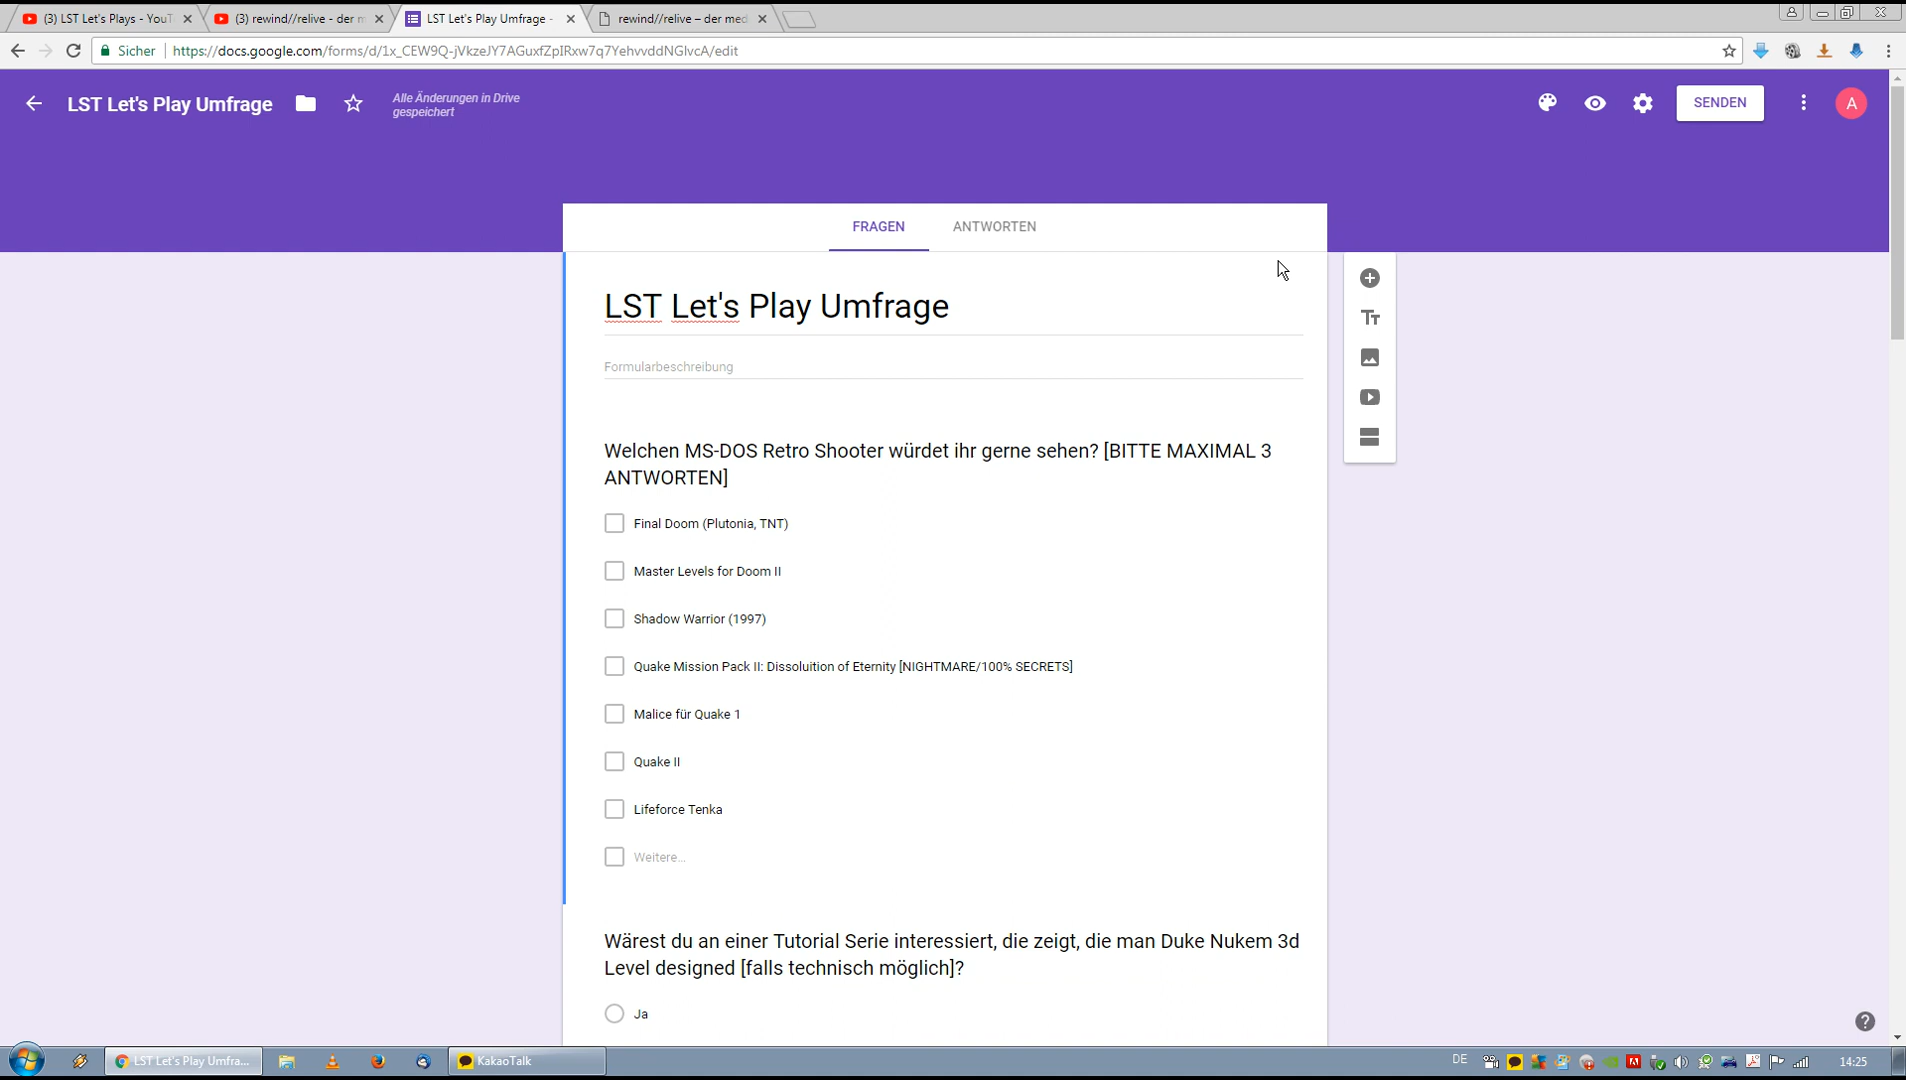 (3) LST Let's Plays - YouT
(3) rewind//relive - der m
LST Let's Play Umfrage -
rewind//relive – der med
Sicher
https://docs.google.com/forms/d/1x_CEW9Q-jVkzeJY7AGuxfZpIRxw7q7YehvvddNGlvcA/edit
LST Let's Play Umfrage
Alle Änderungen in Drive
gespeichert
SENDEN
A
FRAGEN
ANTWORTEN
LST Let's Play Umfrage
Formularbeschreibung
Welchen MS-DOS Retro Shooter würdet ihr gerne sehen? [BITTE MAXIMAL 3
ANTWORTEN]
Final Doom (Plutonia, TNT)
Master Levels for Doom II
Shadow Warrior (1997)
Quake Mission Pack II: Dissoluition of Eternity [NIGHTMARE/100% SECRETS]
Malice für Quake 1
Quake II
Lifeforce Tenka
Weitere...
Wärest du an einer Tutorial Serie interessiert, die zeigt, die man Duke Nukem 3d
Level designed [falls technisch möglich]?
Ja
LST Let's Play Umfra...
KakaoTalk
DE
14:25